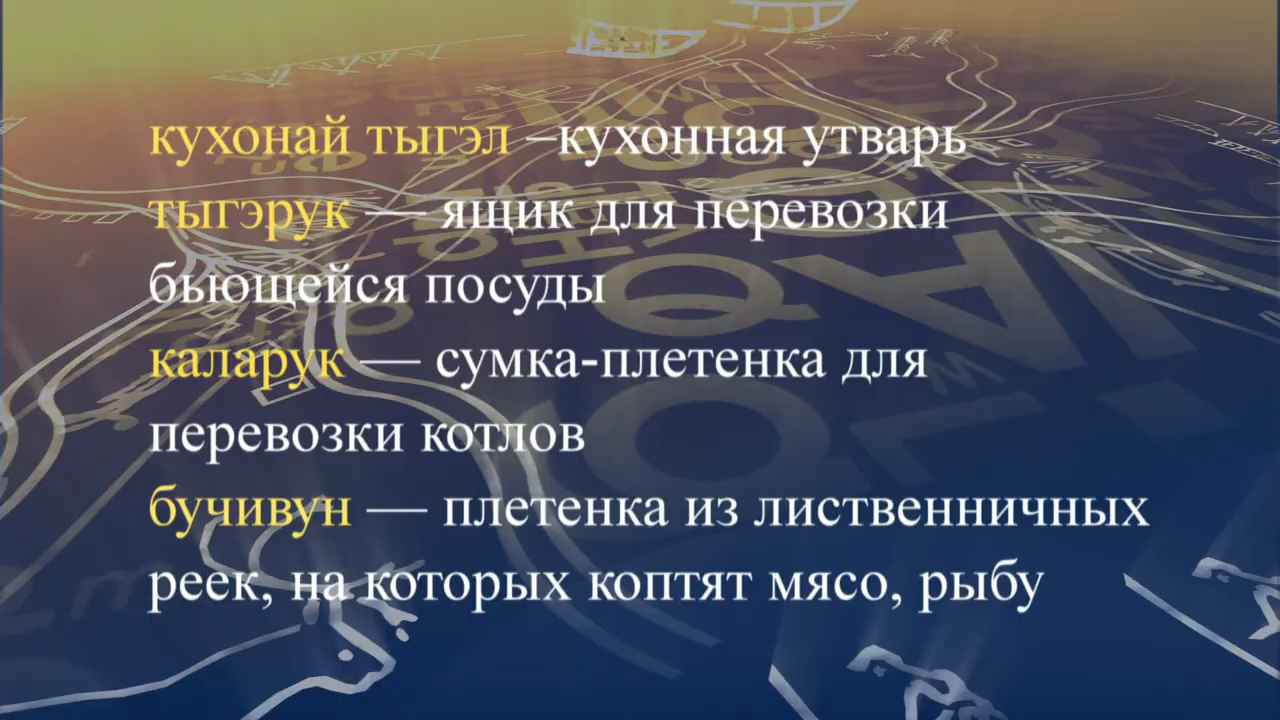 кухонай тыгэл –кухонная утварь
тыгэрук — ящик для перевозки
бьющейся посуды
каларук — сумка-плетенка для
перевозки котлов
бучивун — плетенка из лиственничных
реек, на которых коптят мясо, рыбу